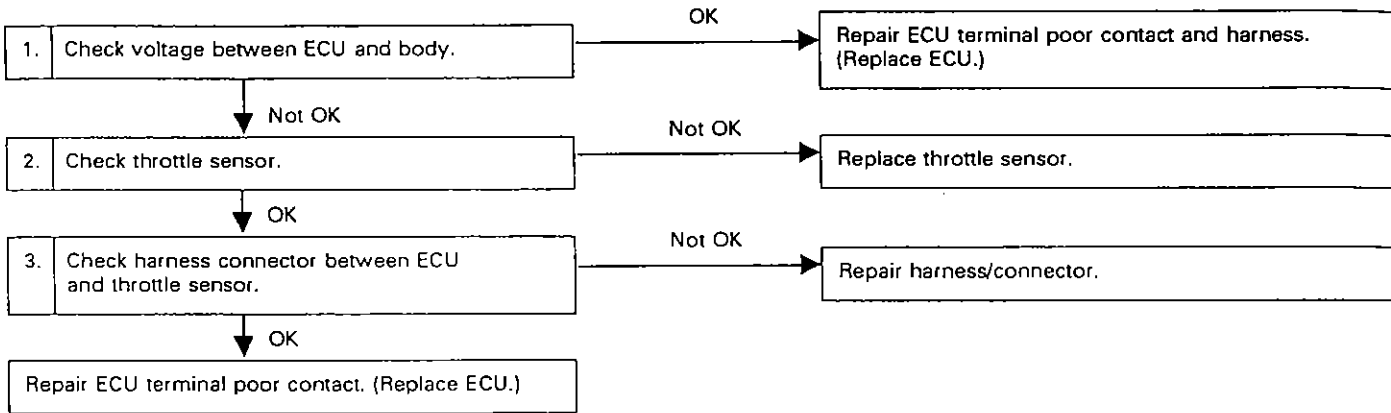 OK
1. Check voltage between ECU and body.
Repair ECU terminal poor contact and harness.
(Replace ECU.)
Not OK
Not OK
2. Check throttle sensor.
Replace throttle sensor.
OK
Not OK
3. Check harness connector between ECU
and throttle sensor.
Repair harness/connector.
OK
Repair ECU terminal poor contact. (Replace ECU.)